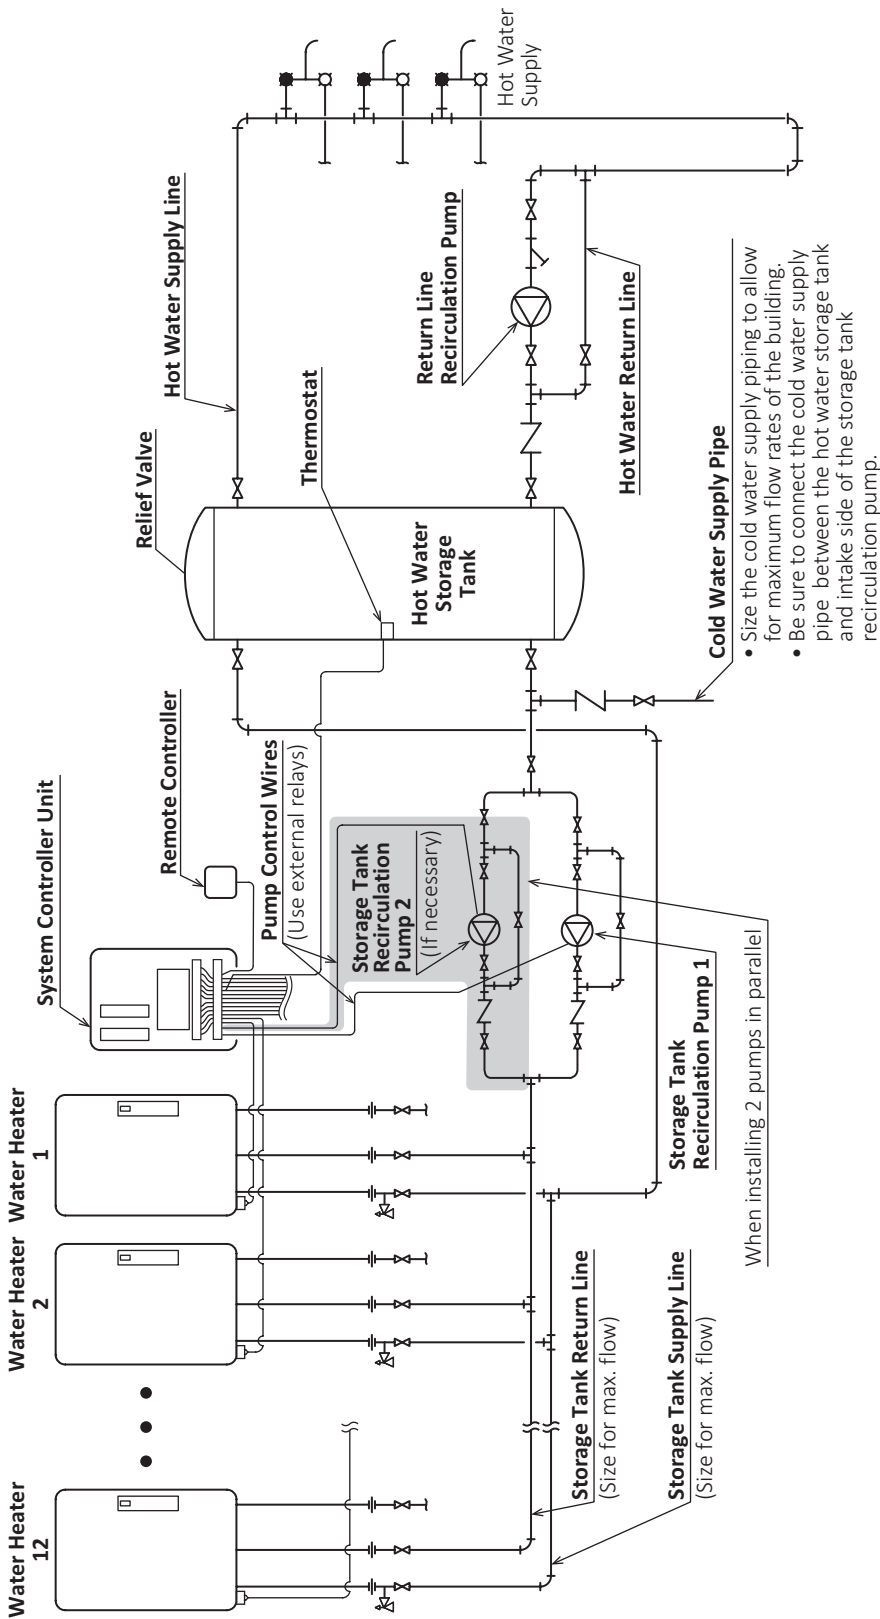 Water Heater
12
Water Heater
2
Water Heater
1
System Controller Unit
Remote Controller
Pump Control Wires
(Use external relays)
Storage Tank
Recirculation
Pump 2
(If necessary)
Relief Valve
Thermostat
Hot Water Supply Line
Hot Water
Storage
Tank
Return Line
Recirculation Pump
Hot Water
Supply
Hot Water Return Line
Storage Tank Return Line
(Size for max. flow)
Storage Tank Supply Line
(Size for max. flow)
Storage Tank
Recirculation Pump 1
When installing 2 pumps in parallel
Cold Water Supply Pipe
• Size the cold water supply piping to allow
for maximum flow rates of the building.
• Be sure to connect the cold water supply
pipe between the hot water storage tank
and intake side of the storage tank
recirculation pump.